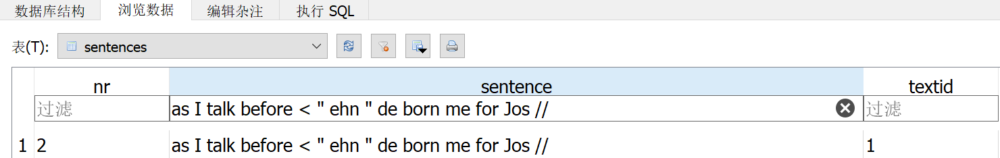 数据库结构 浏览数据 编辑杂注 执行 SQL
表(T): sentences
nr sentence textid
过滤 as I talk before < " ehn " de born me for Jos // 过滤
1 2 as I talk before < " ehn " de born me for Jos // 1